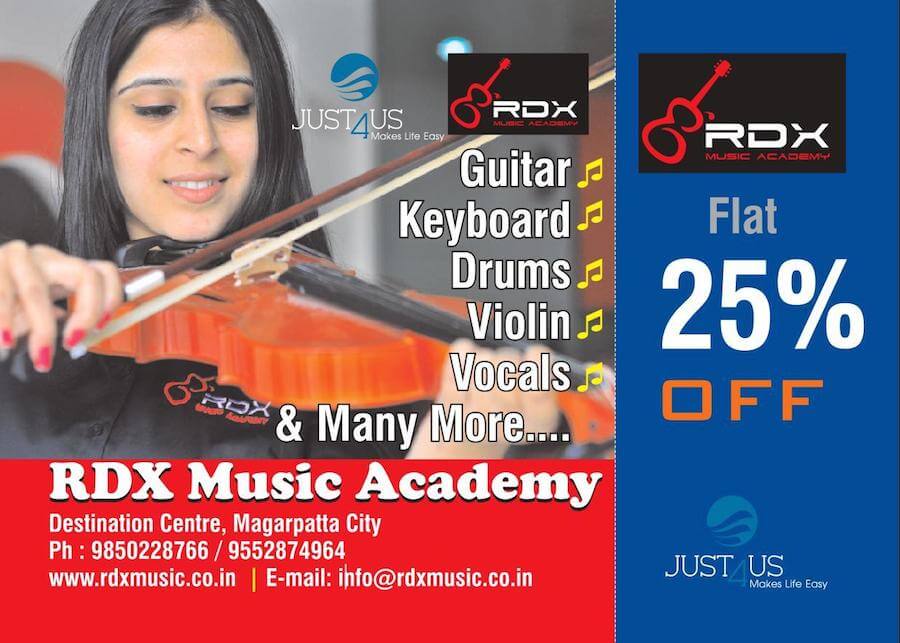 JUST4US
Makes Life Easy
RDX
MUSIC ACADEMY
Guitar
Keyboard
Drums
Violin
Vocals
& Many More....
RDX
MUSIC ACADEMY
RDX Music Academy
Destination Centre, Magarpatta City
Ph : 9850228766 / 9552874964
www.rdxmusic.co.in | E-mail: info@rdxmusic.co.in
RDX
MUSIC ACADEMY
Flat
25%
OFF
JUST4US
Makes Life Easy